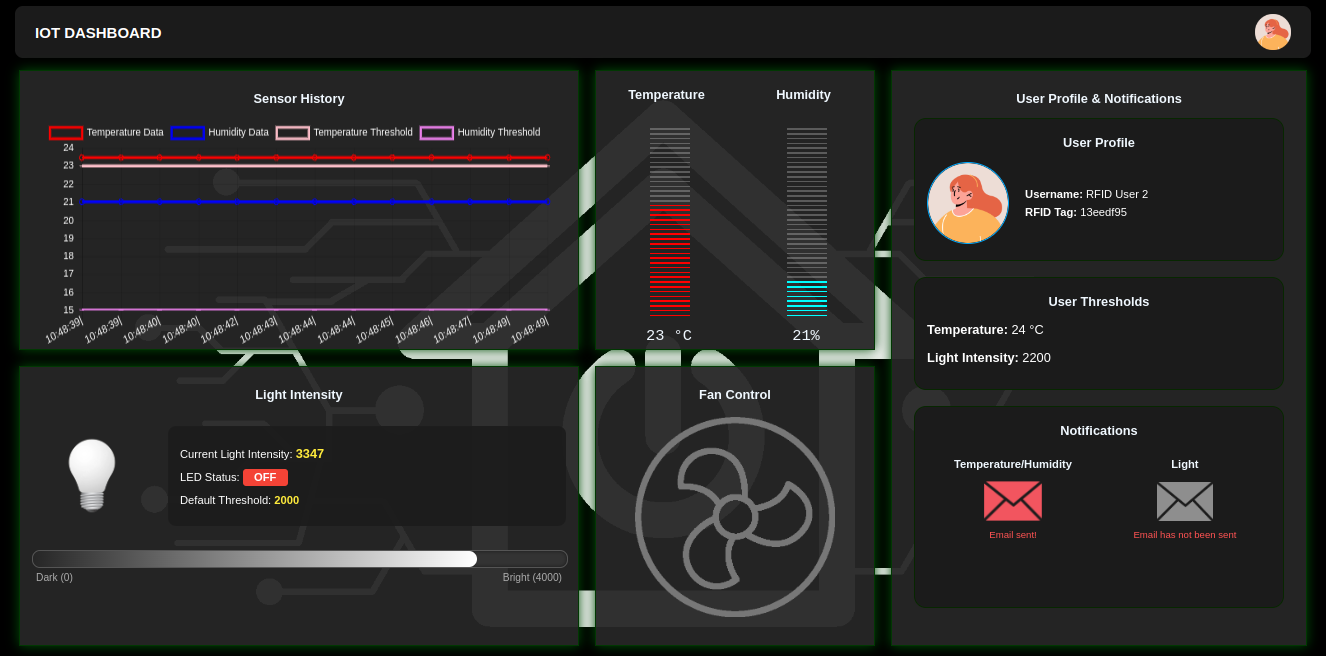 IOT DASHBOARD
Sensor History
Temperature Data Humidity Data Temperature Threshold Humidity Threshold
24
23
22
21
20
19
18
17
16
15
10:48:39| 10:48:39| 10:48:40| 10:48:40| 10:48:42| 10:48:43| 10:48:44| 10:48:44| 10:48:45| 10:48:46| 10:48:47| 10:48:49| 10:48:49|
Temperature Humidity
23 °C 21%
User Profile & Notifications
User Profile
Username: RFID User 2
RFID Tag: 13eedf95
User Thresholds
Temperature: 24 °C
Light Intensity: 2200
Light Intensity
Current Light Intensity: 3347
LED Status: OFF
Default Threshold: 2000
Dark (0) Bright (4000)
Fan Control
Notifications
Temperature/Humidity Light
Email sent! Email has not been sent